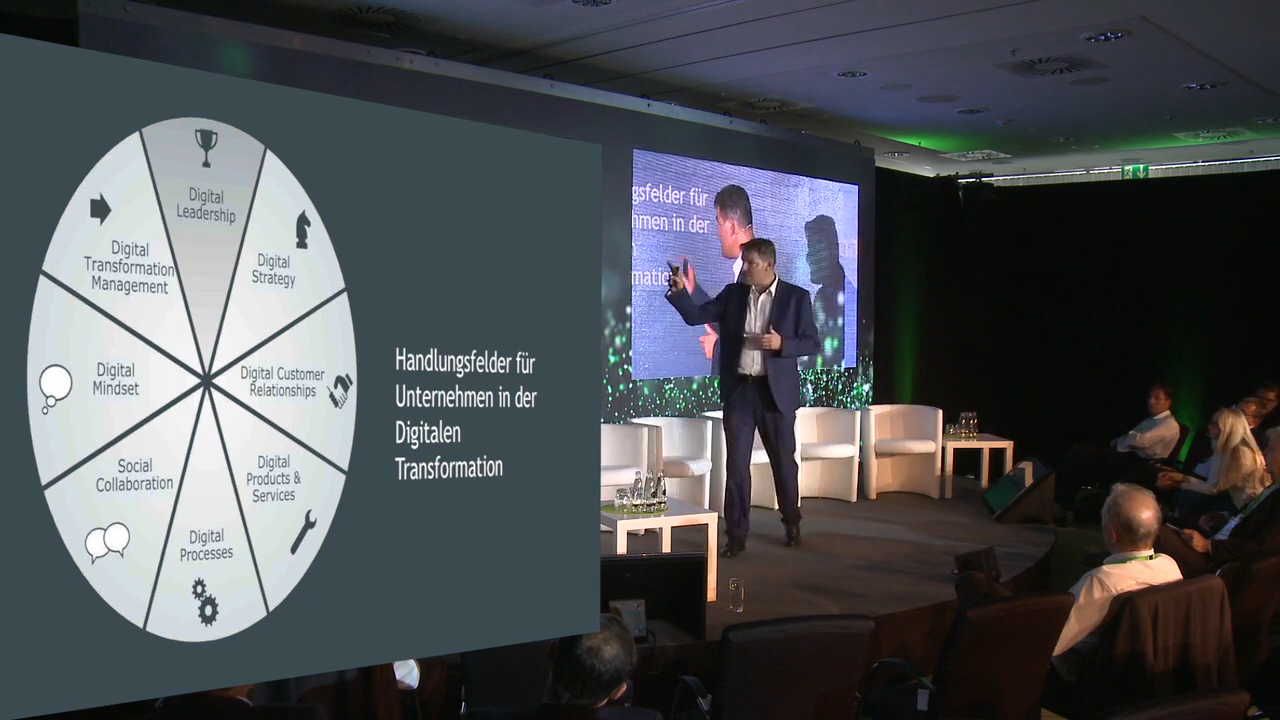 Digital
Leadership
Digital
Strategy
Digital Customer
Relationships
Digital
Products &
Services
Digital
Processes
Social
Collaboration
Digital
Mindset
Digital
Transformation
Management
Handlungsfelder für
Unternehmen in der
Digitalen
Transformation
gsfelder für
hmen in der
matio